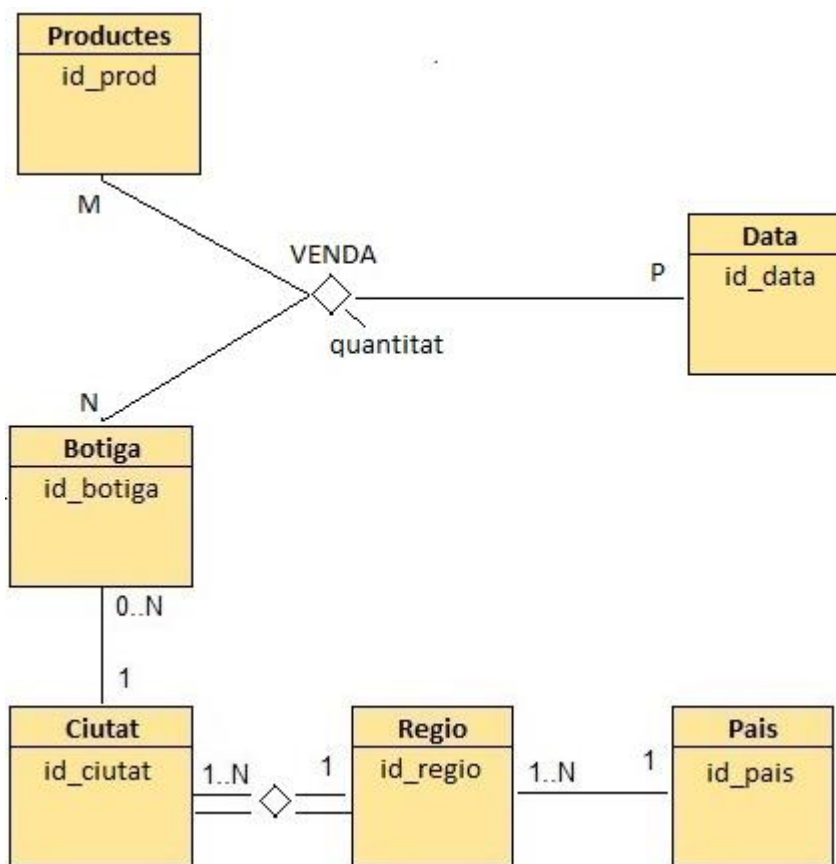 Productes
id_prod
M
VENDA
Data
id_data
P
quantitat
N
Botiga
id_botiga
0..N
1
Ciutat
id_ciutat
1..N
1
Regio
id_regio
1..N
1
Pais
id_pais